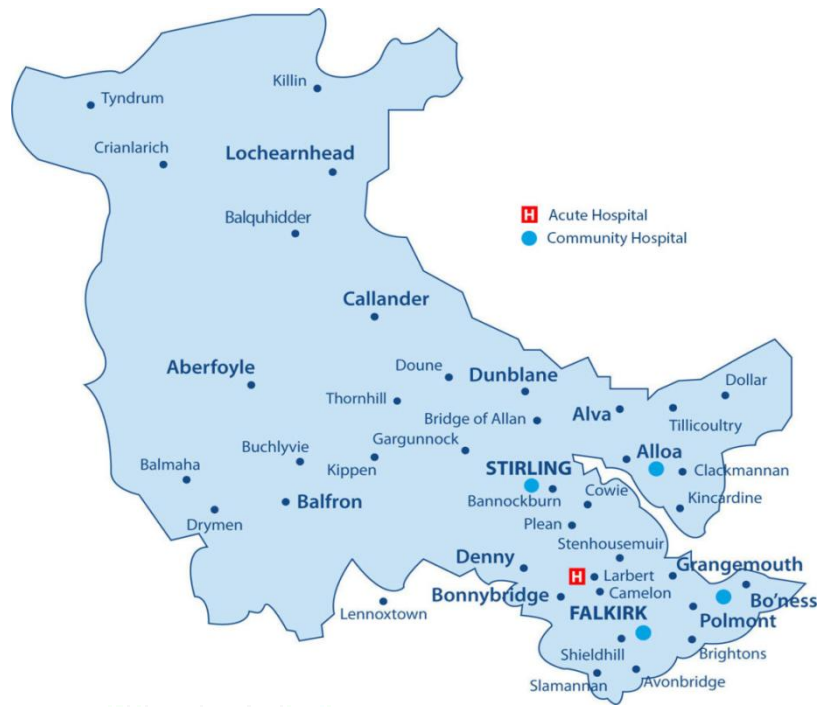 Killin
Tyndrum
Crianlarich
Lochearnhead
H Acute Hospital
Balquhidder
Community Hospital
Callander
Doune
Dunblane
Aberfoyle
Dollar
Thornhill
Alva
Bridge of Allan
Tillicoultry
Gargunnock
Buchlyvie
Alloa
Balmaha
Kippen
STIRLING
Clackmannan
Bannockburn
Cowie
Kincardine
Balfron
Drymen
Plean
Stenhousemuir
Denny
Grangemouth
H
Larbert
Bonnybridge
Camelon
Bo'ness
Lennoxtown
FALKIRK
Polmont
Shieldhill
Brightons
Slamannan
Avonbridge